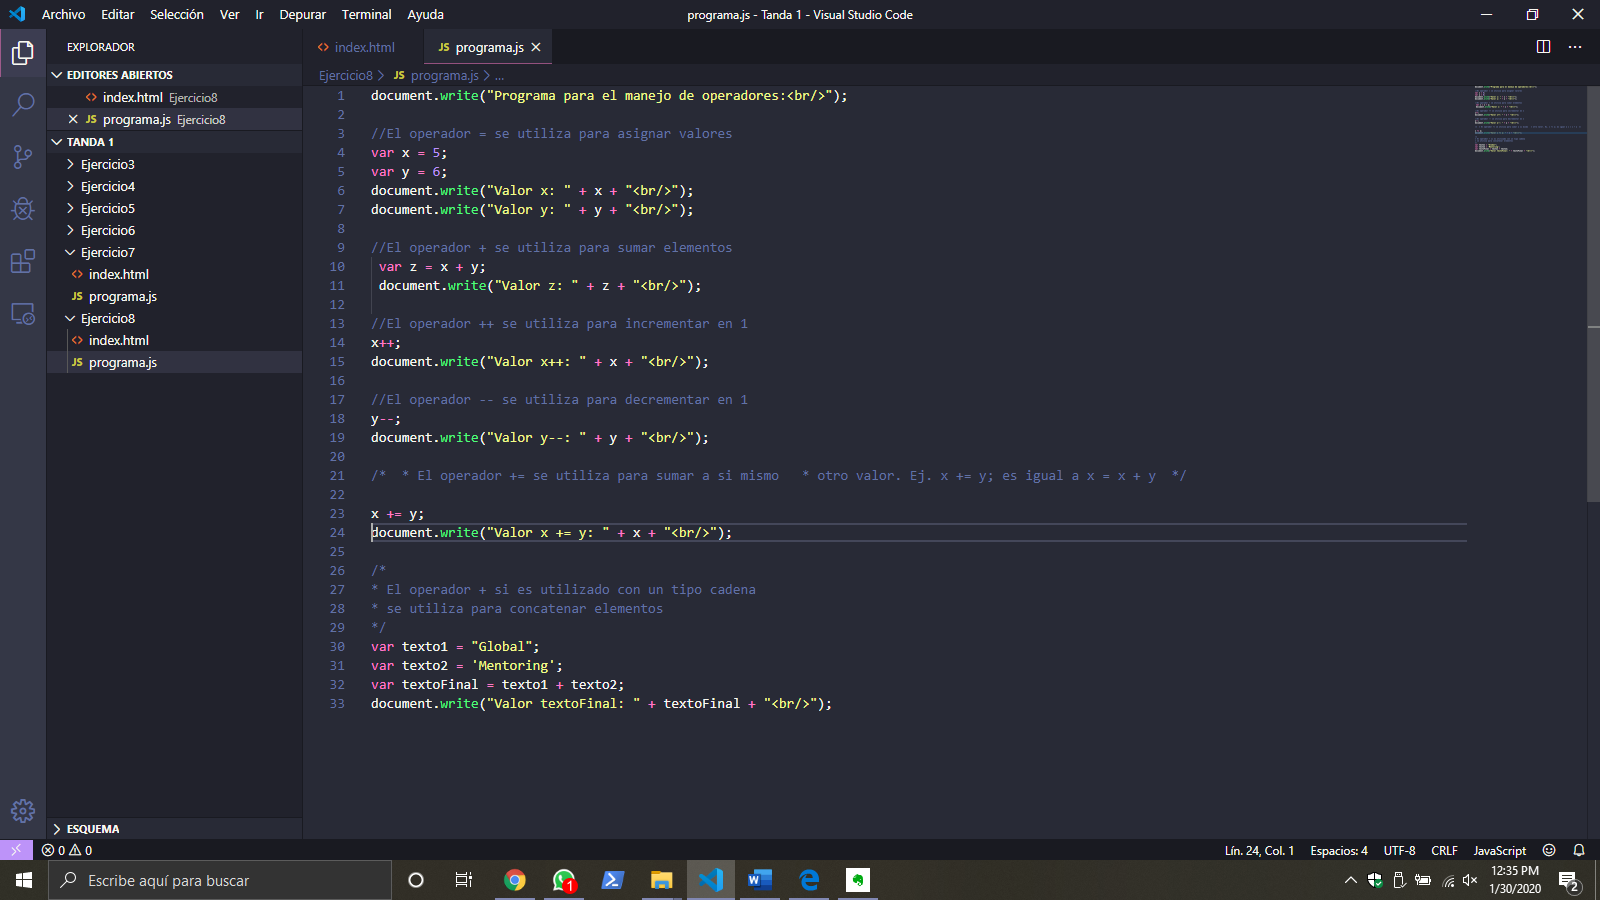 Archivo Editar Selección Ver Ir Depurar Terminal Ayuda programa.js - Tanda 1 - Visual Studio Code
EXPLORADOR
EDITORES ABIERTOS
index.html Ejercicio8
programa.js Ejercicio8
TANDA 1
Ejercicio3
Ejercicio4
Ejercicio5
Ejercicio6
Ejercicio7
index.html
JS programa.js
Ejercicio8
index.html
JS programa.js
ESQUEMA
index.html JS programa.js
Ejercicio8 > JS programa.js > ...
1 document.write("Programa para el manejo de operadores:<br/>");
2
3 //El operador = se utiliza para asignar valores
4 var x = 5;
5 var y = 6;
6 document.write("Valor x: " + x + "<br/>");
7 document.write("Valor y: " + y + "<br/>");
8
9 //El operador + se utiliza para sumar elementos
10 var z = x + y;
11 document.write("Valor z: " + z + "<br/>");
12
13 //El operador ++ se utiliza para incrementar en 1
14 x++;
15 document.write("Valor x++: " + x + "<br/>");
16
17 //El operador -- se utiliza para decrementar en 1
18 y--;
19 document.write("Valor y--: " + y + "<br/>");
20
21 /*  * El operador += se utiliza para sumar a si mismo   * otro valor. Ej. x += y; es igual a x = x + y  */
22
23 x += y;
24 document.write("Valor x += y: " + x + "<br/>");
25
26 /*
27 * El operador + si es utilizado con un tipo cadena
28 * se utiliza para concatenar elementos
29 */
30 var texto1 = "Global";
31 var texto2 = 'Mentoring';
32 var textoFinal = texto1 + texto2;
33 document.write("Valor textoFinal: " + textoFinal + "<br/>");
0 0 Lín. 24, Col. 1 Espacios: 4 UTF-8 CRLF JavaScript
Escribe aquí para buscar
1
12:35 PM
1/30/2020
2